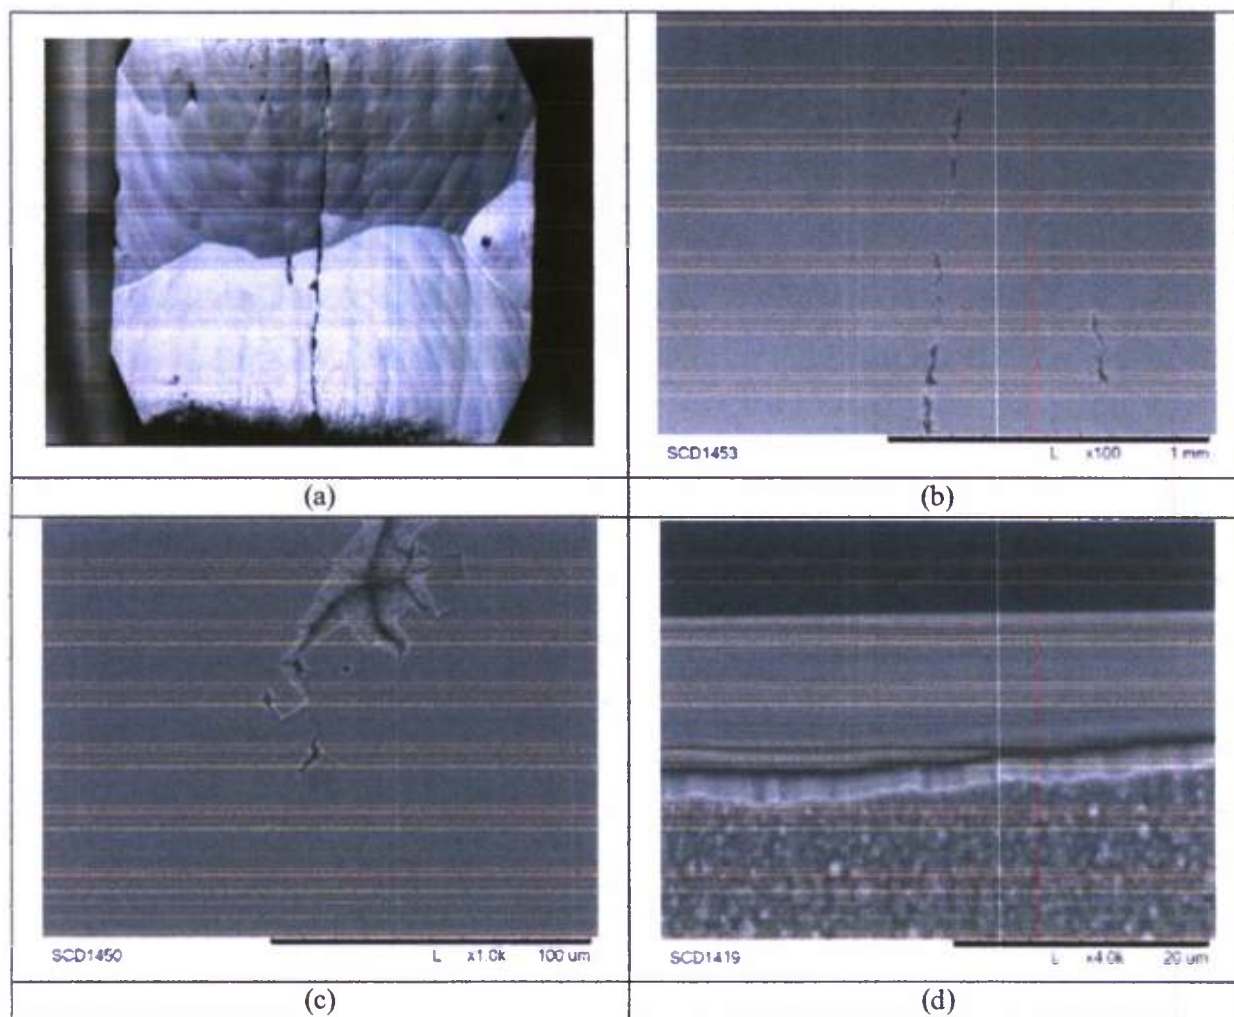 (a)
SCD1453 L x100 1 mm
(b)
SCD1450 L x1.0k 100 um
(c)
SCD1419 L x4.0k 20 um
(d)